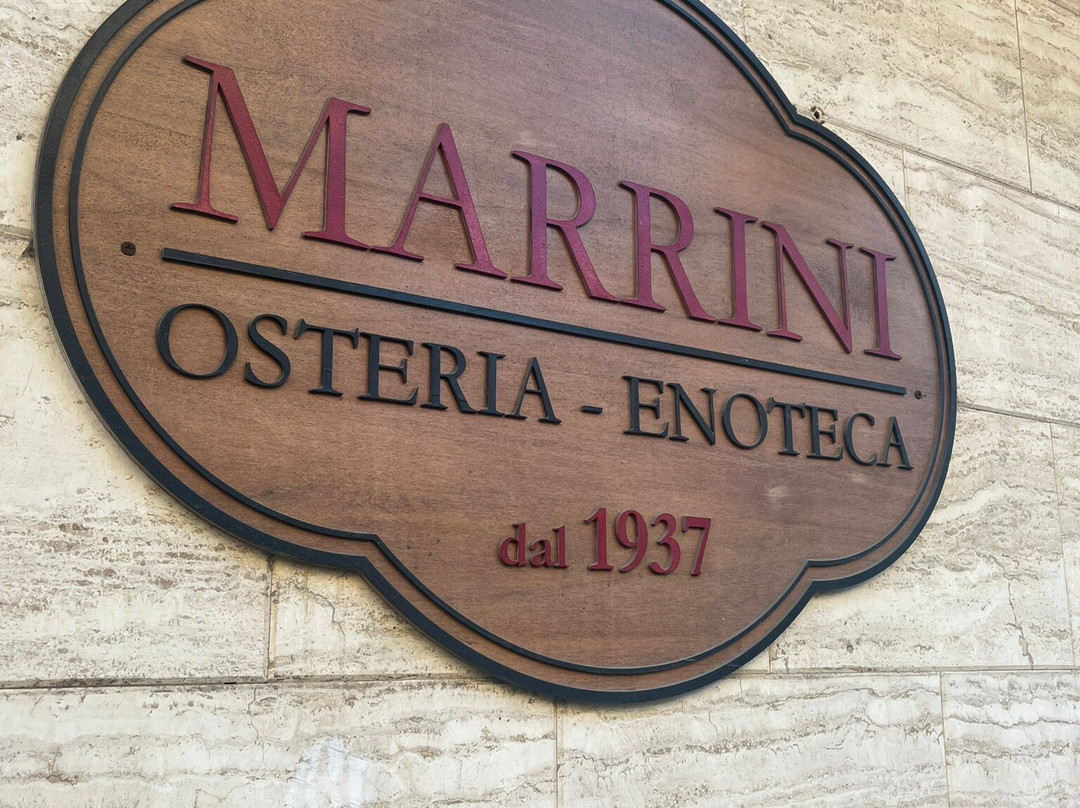 MARRINI
OSTERIA - ENOTECA
dal 1937